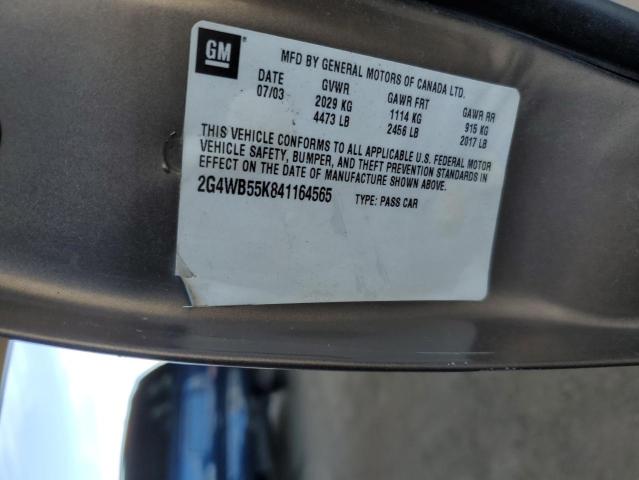 GM
MFD BY GENERAL MOTORS OF CANADA LTD.
DATE GVWR GAWR FRT GAWR RR
07/03 2029 KG 1114 KG 915 KG
4473 LB 2456 LB 2017 LB
THIS VEHICLE CONFORMS TO ALL APPLICABLE U.S. FEDERAL MOTOR
VEHICLE SAFETY, BUMPER, AND THEFT PREVENTION STANDARDS IN
EFFECT ON THE DATE OF MANUFACTURE SHOWN ABOVE.
2G4WB55K841164565 TYPE: PASS CAR